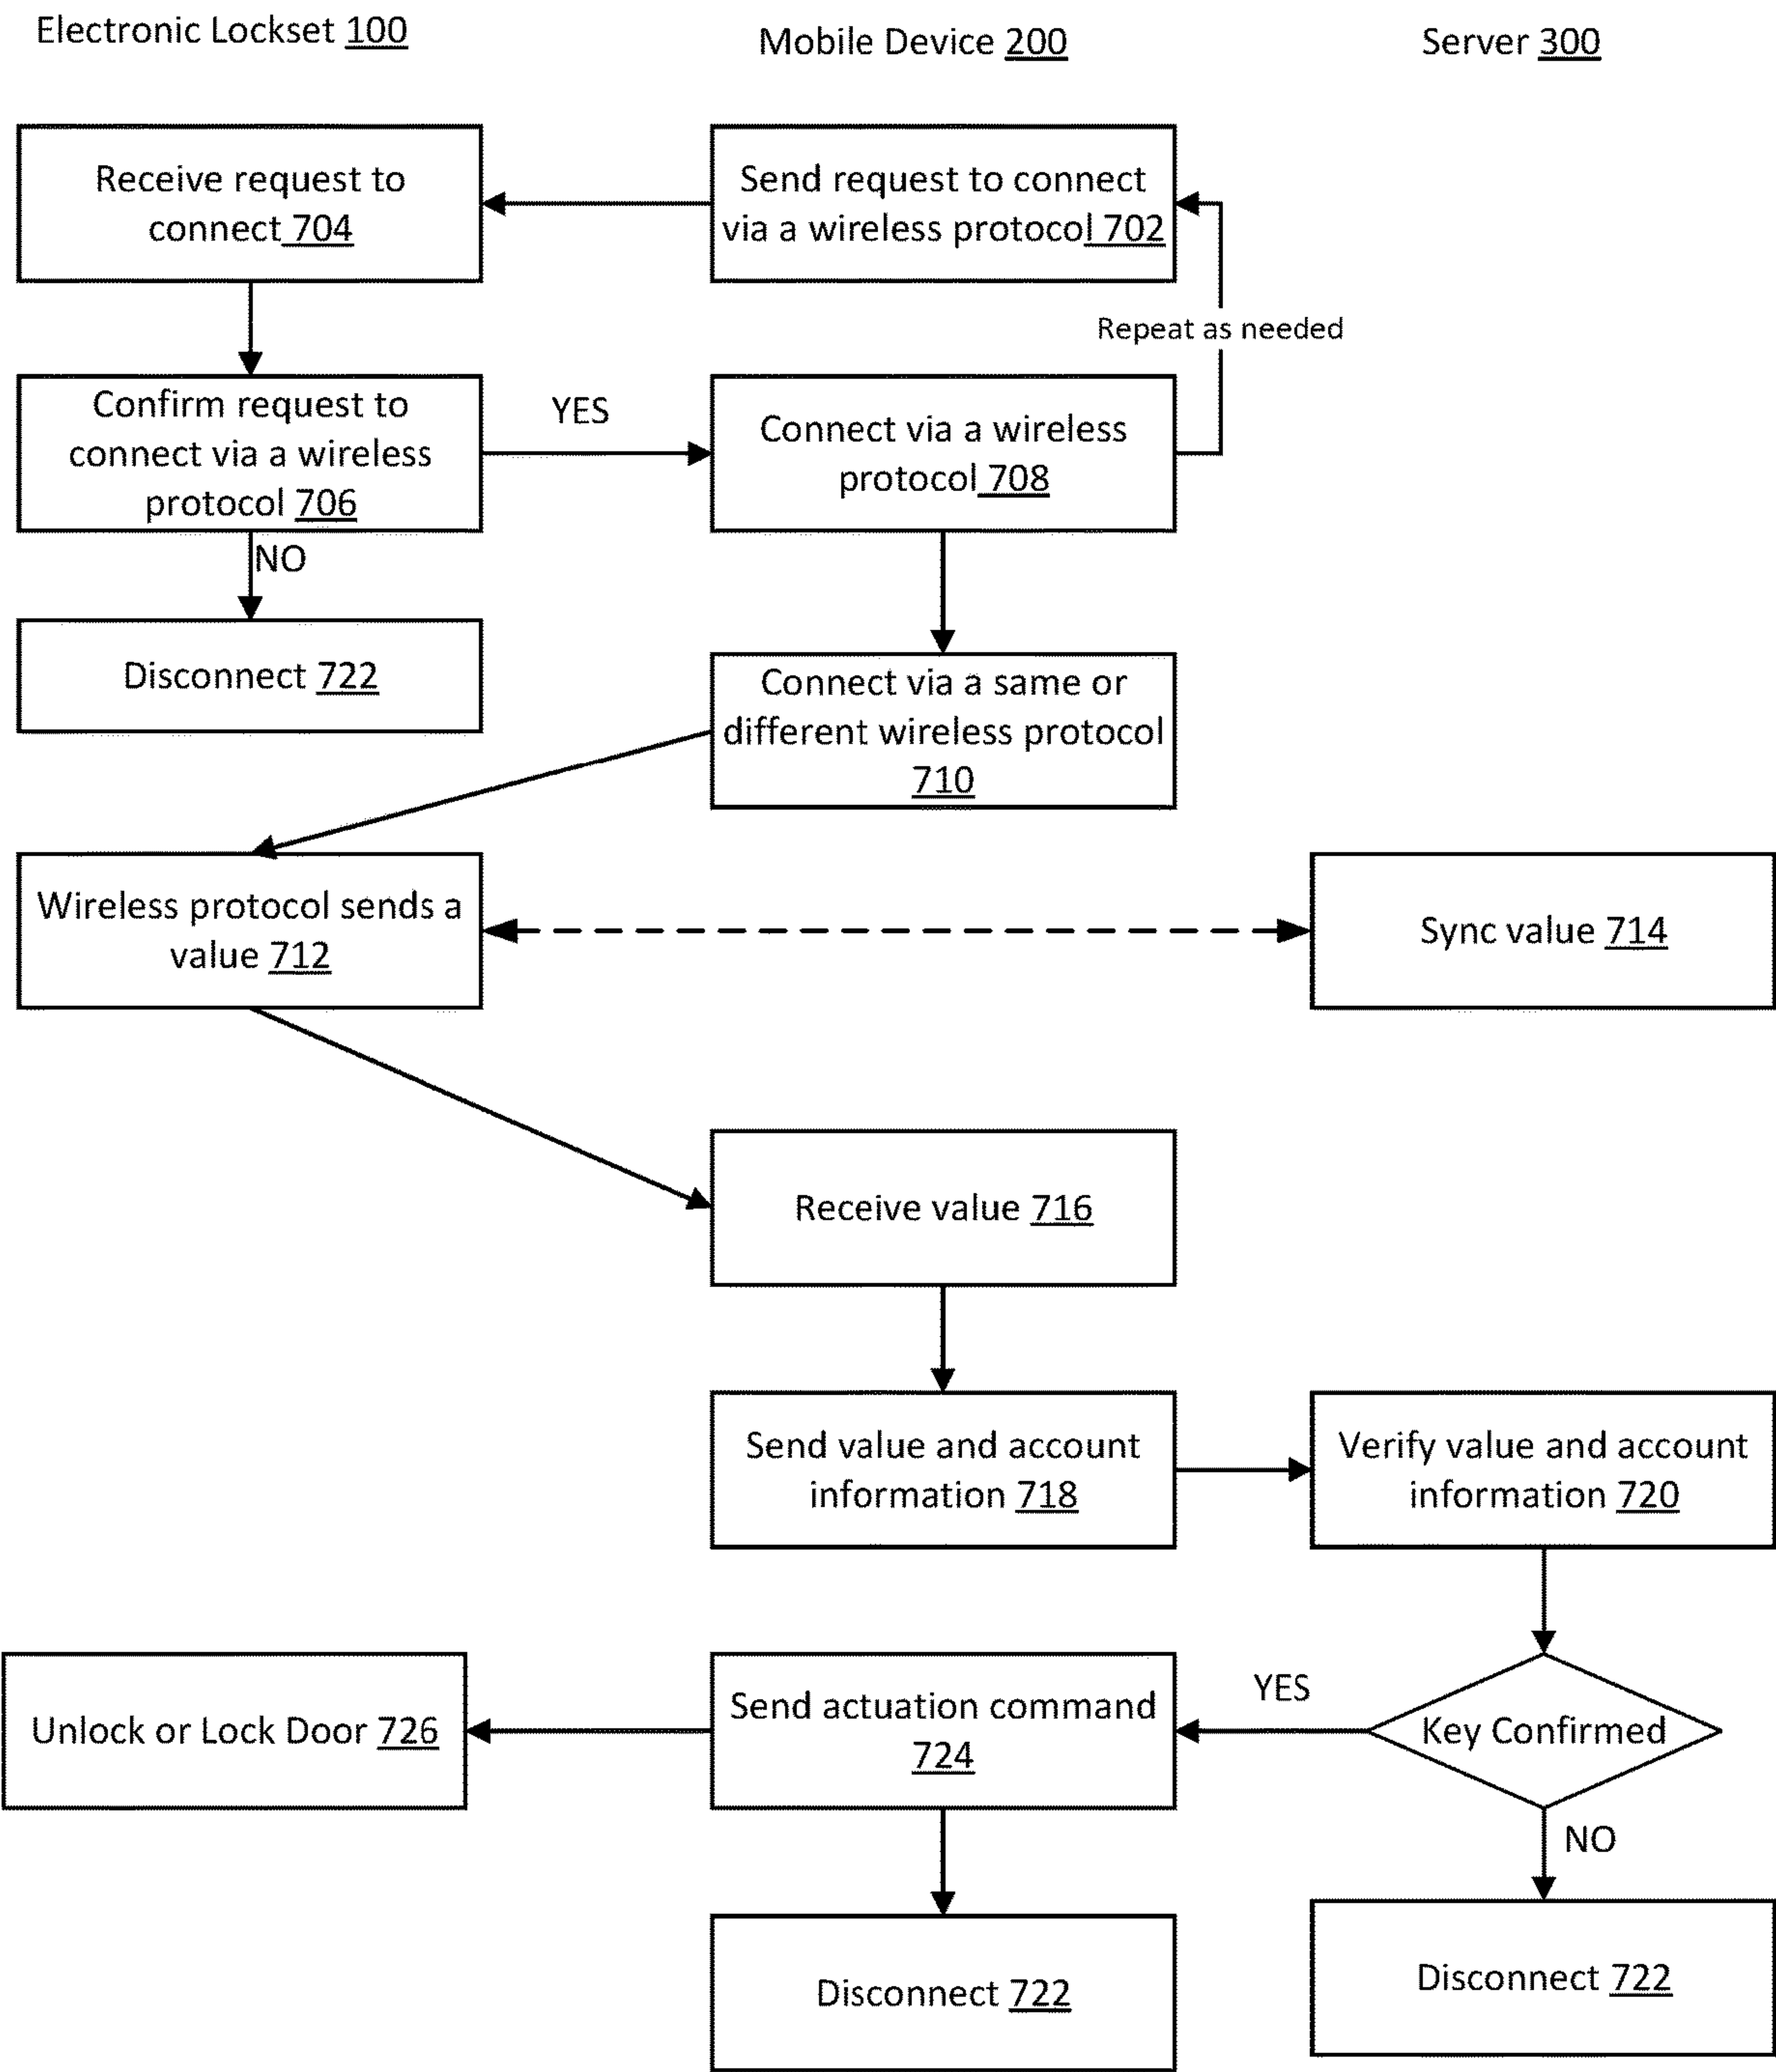 Electronic Lockset 100
Mobile Device 200
Server 300
Receive request to
connect 704
Send request to connect
via a wireless protocol 702
Repeat as needed
Confirm request to
connect via a wireless
protocol 706
YES
Connect via a wireless
protocol 708
NO
Disconnect 722
Connect via a same or
different wireless protocol
710
Wireless protocol sends a
value 712
Sync value 714
Receive value 716
Send value and account
information 718
Verify value and account
information 720
Unlock or Lock Door 726
Send actuation command
724
YES
Key Confirmed
NO
Disconnect 722
Disconnect 722